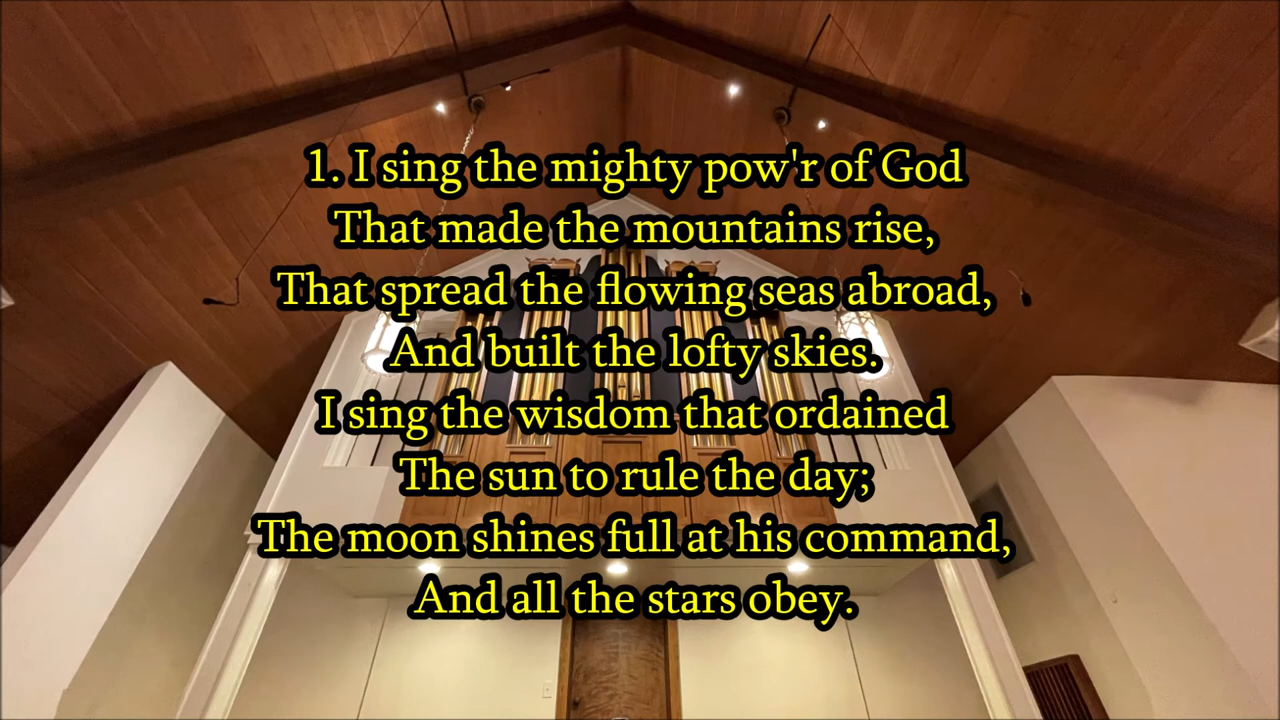 1. I sing the mighty pow'r of God
That made the mountains rise,
That spread the flowing seas abroad,
And built the lofty skies.
I sing the wisdom that ordained
The sun to rule the day;
The moon shines full at his command,
And all the stars obey.